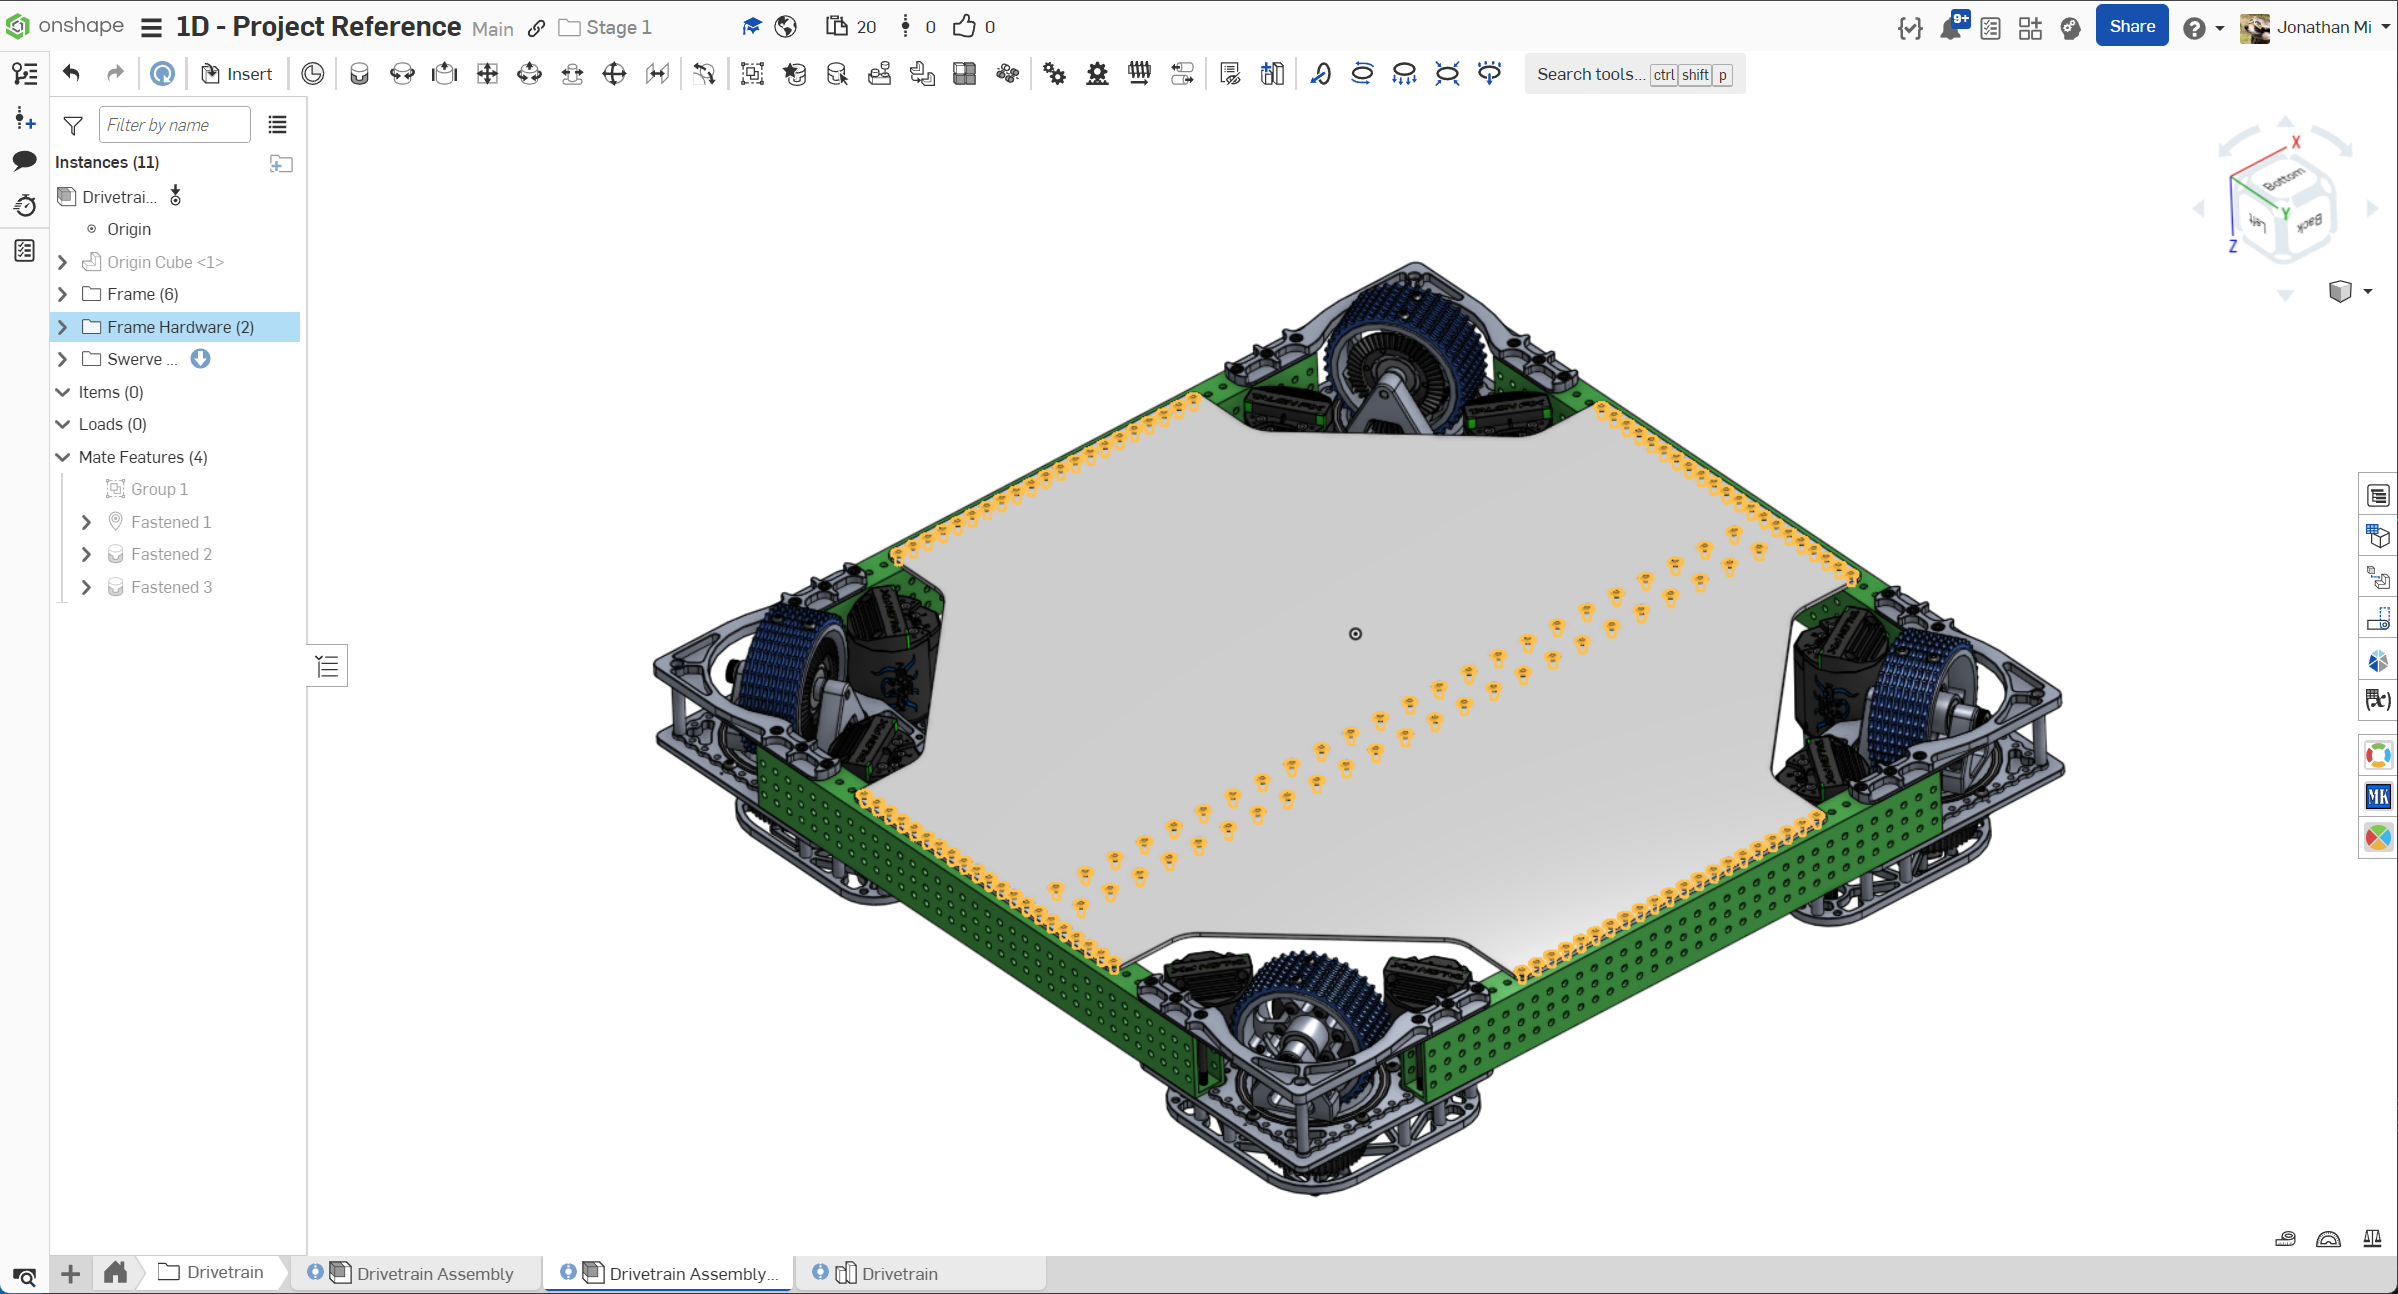 onshape 1D - Project Reference Main Stage 1 20 0 0 9+ Share Jonathan Mi
Insert Search tools... ctrl shift p
Filter by name
Instances (11)
Drivetrai...
Origin
Origin Cube <1>
Frame (6)
Frame Hardware (2)
Swerve ...
Items (0)
Loads (0)
Mate Features (4)
Group 1
Fastened 1
Fastened 2
Fastened 3
X
Bottom
Y
Left
Back
Z
(x)
MK
Drivetrain
Drivetrain Assembly
Drivetrain Assembly...
Drivetrain